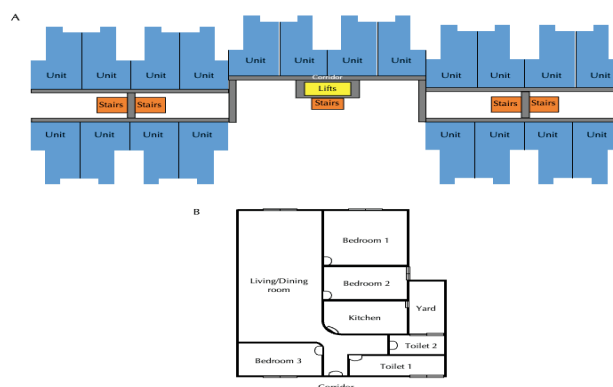 A
Unit Unit Unit Unit
Unit Unit Unit Unit
Unit Unit Unit Unit
Corridor
Lifts
Stairs
Stairs Stairs
Stairs Stairs
Unit Unit Unit Unit
Unit Unit Unit Unit
B
Bedroom 1
Living/Dining
room
Bedroom 2
Yard
Kitchen
Toilet 2
Bedroom 3
Toilet 1
Corridor